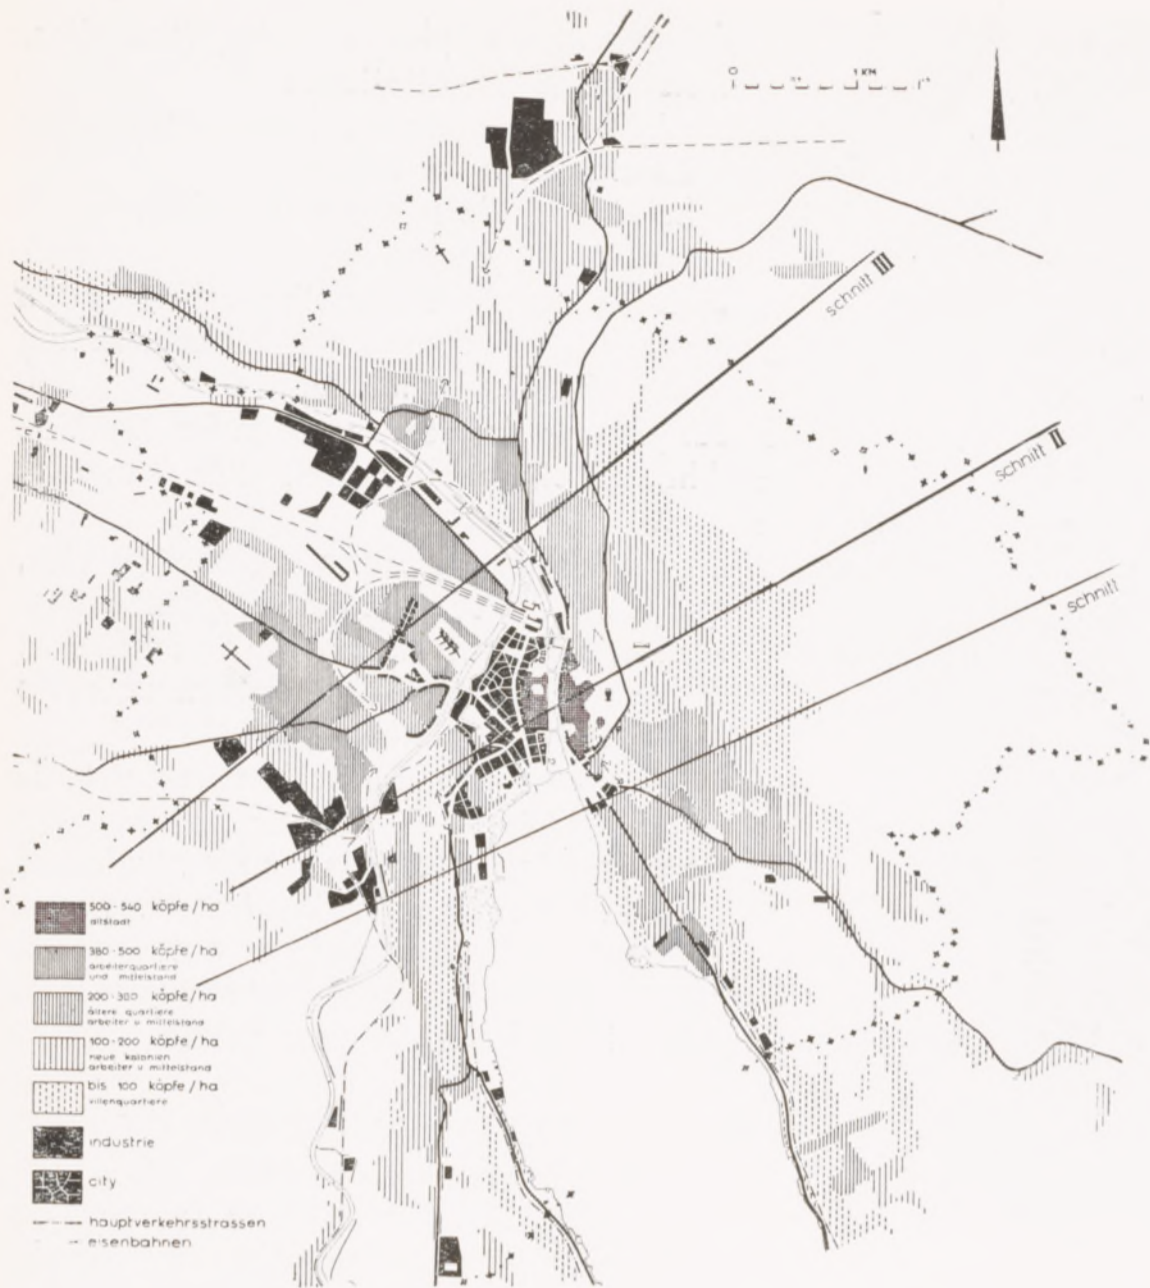 0 1 KM
schnitt III
schnitt II
schnitt
500-540 köpfe/ha
altstadt
380-500 köpfe/ha
arbeiterquartiere
und mittelstand
200-380 köpfe/ha
ältere quartiere
arbeiter u mittelstand
100-200 köpfe/ha
neue kolonien
arbeiter u mittelstand
bis 100 köpfe/ha
villenquartiere
industrie
city
hauptverkehrsstrassen
eisenbahnen